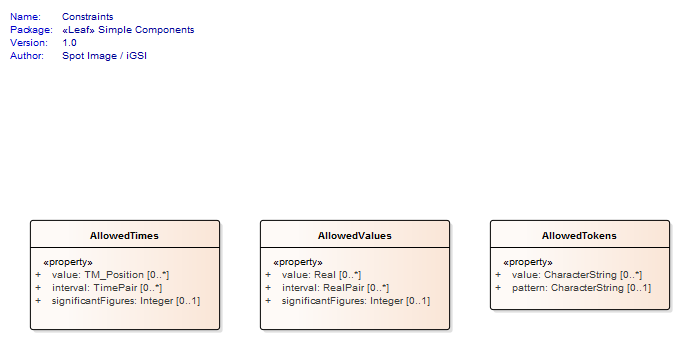 Name: Constraints
Package: «Leaf» Simple Components
Version: 1.0
Author: Spot Image / iGSI
AllowedTimes
«property»
+ value: TM_Position [0..*]
+ interval: TimePair [0..*]
+ significantFigures: Integer [0..1]
AllowedValues
«property»
+ value: Real [0..*]
+ interval: RealPair [0..*]
+ significantFigures: Integer [0..1]
AllowedTokens
«property»
+ value: CharacterString [0..*]
+ pattern: CharacterString [0..1]